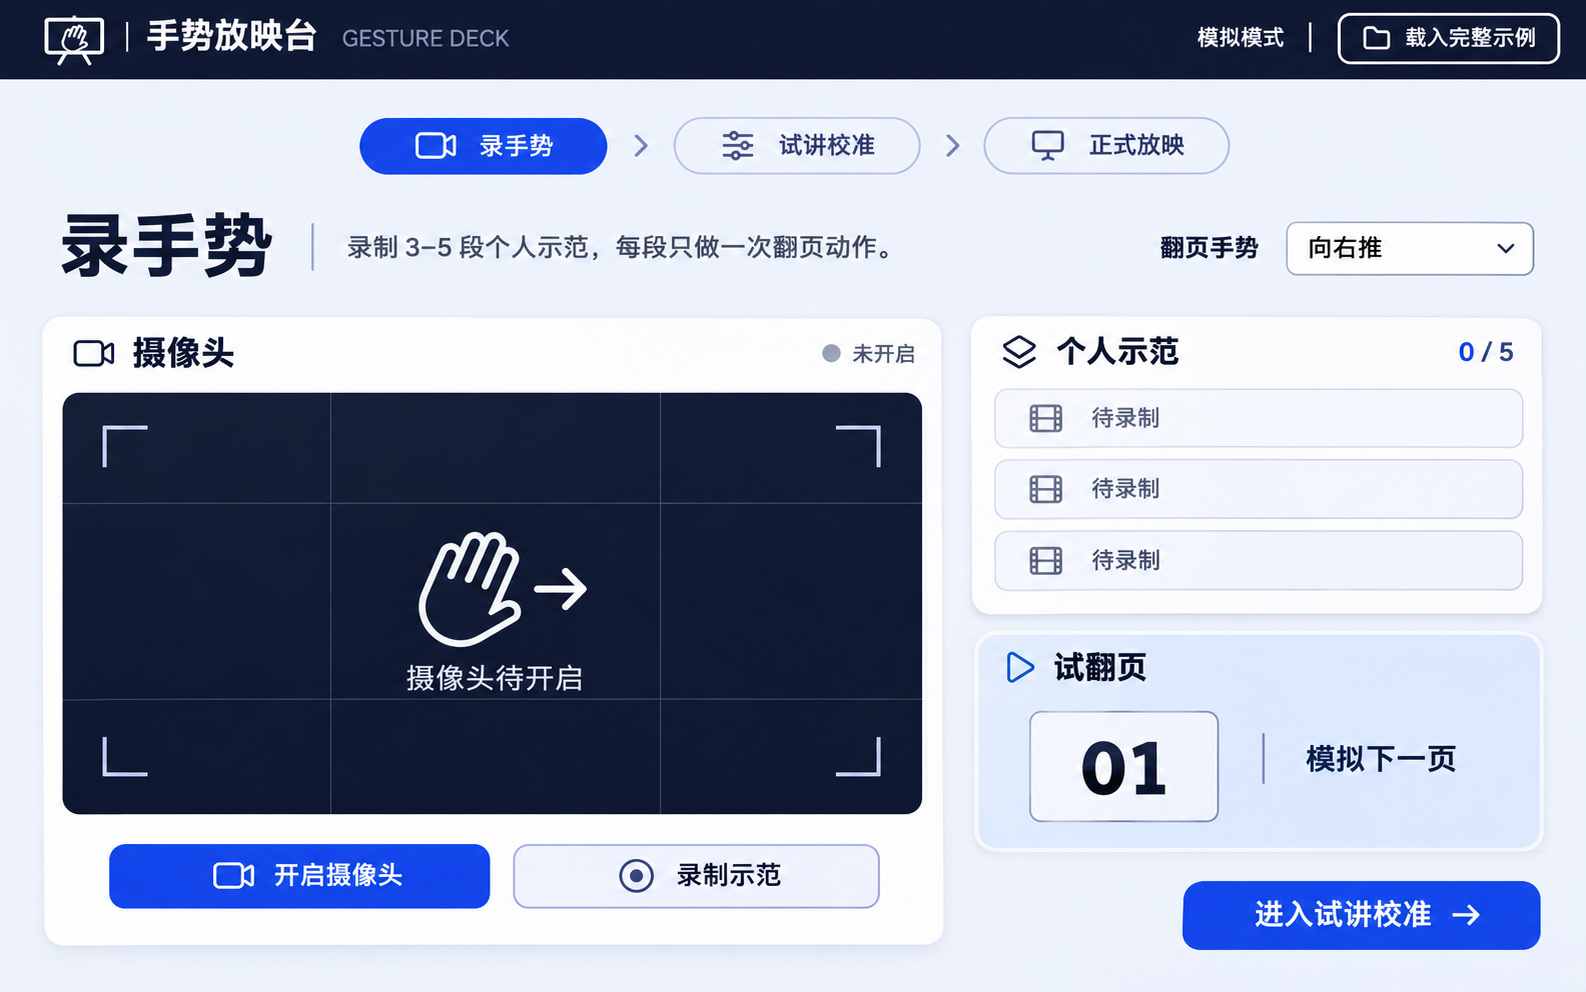 手势放映台 GESTURE DECK
模拟模式
载入完整示例
录手势
试讲校准
正式放映
录手势
录制 3–5 段个人示范，每段只做一次翻页动作。
翻页手势
向右推
摄像头
未开启
摄像头待开启
开启摄像头
录制示范
个人示范
0 / 5
待录制
待录制
待录制
试翻页
01
模拟下一页
进入试讲校准